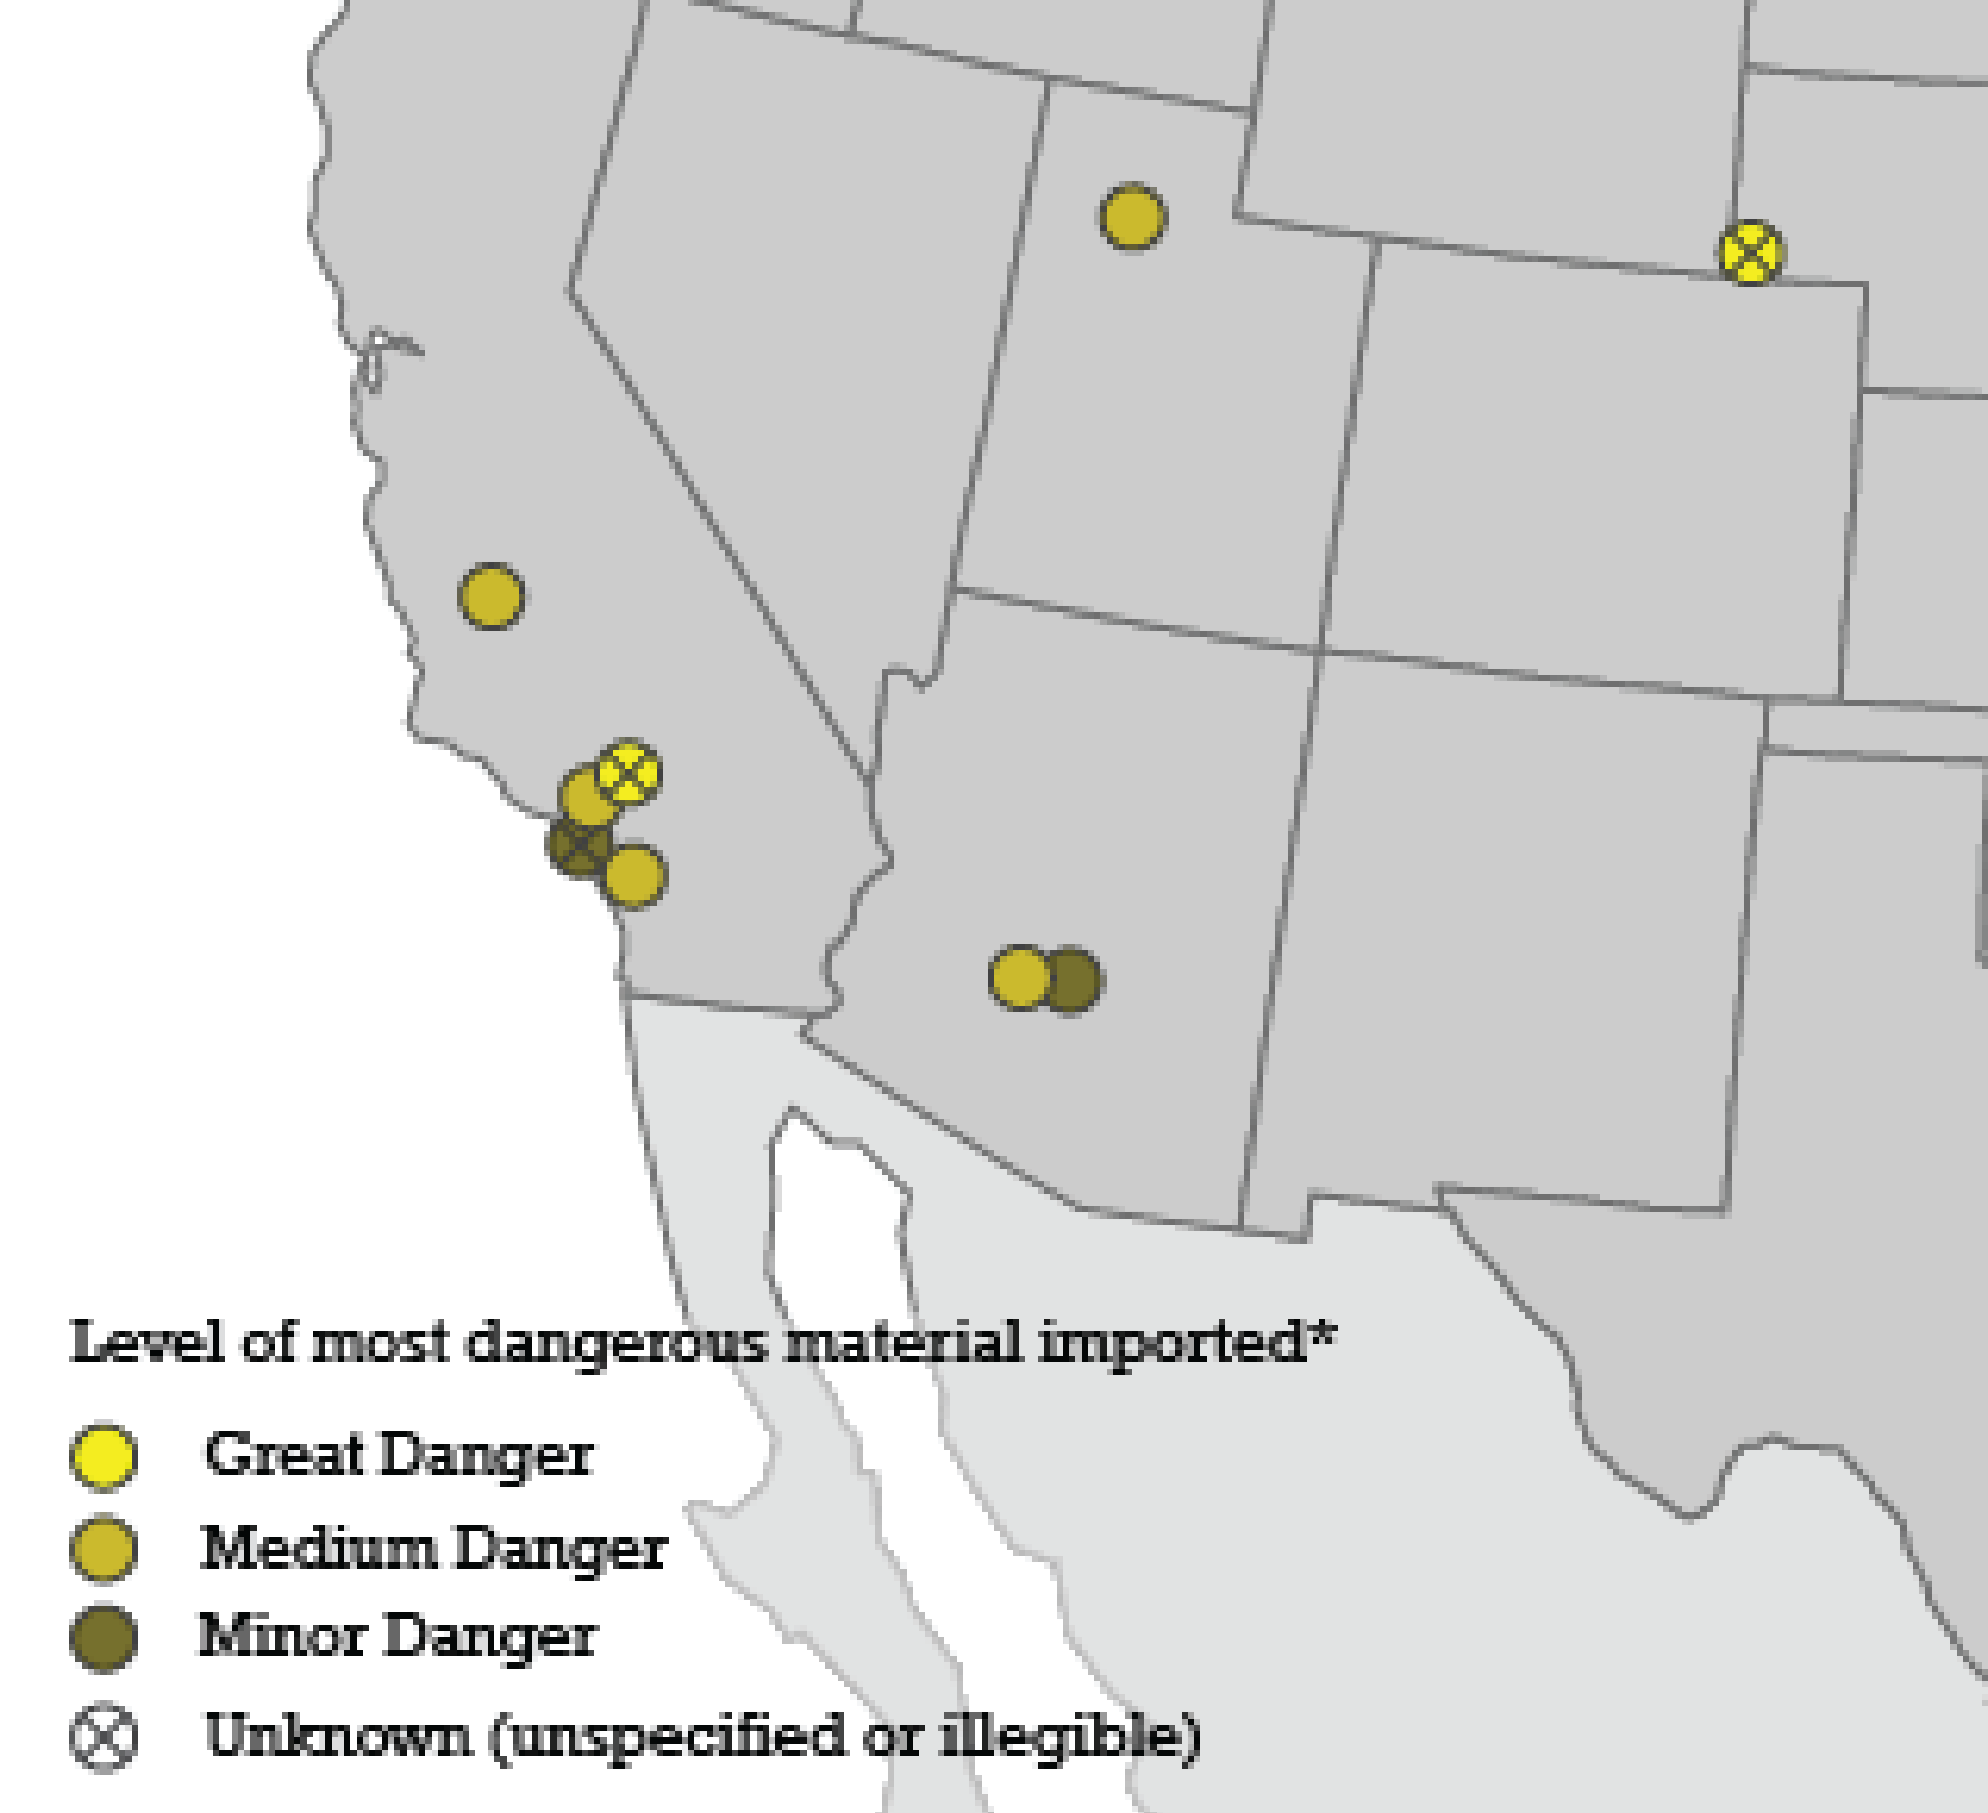 Level of most dangerous material imported*
Great Danger
Medium Danger
Minor Danger
Unknown (unspecified or illegible)